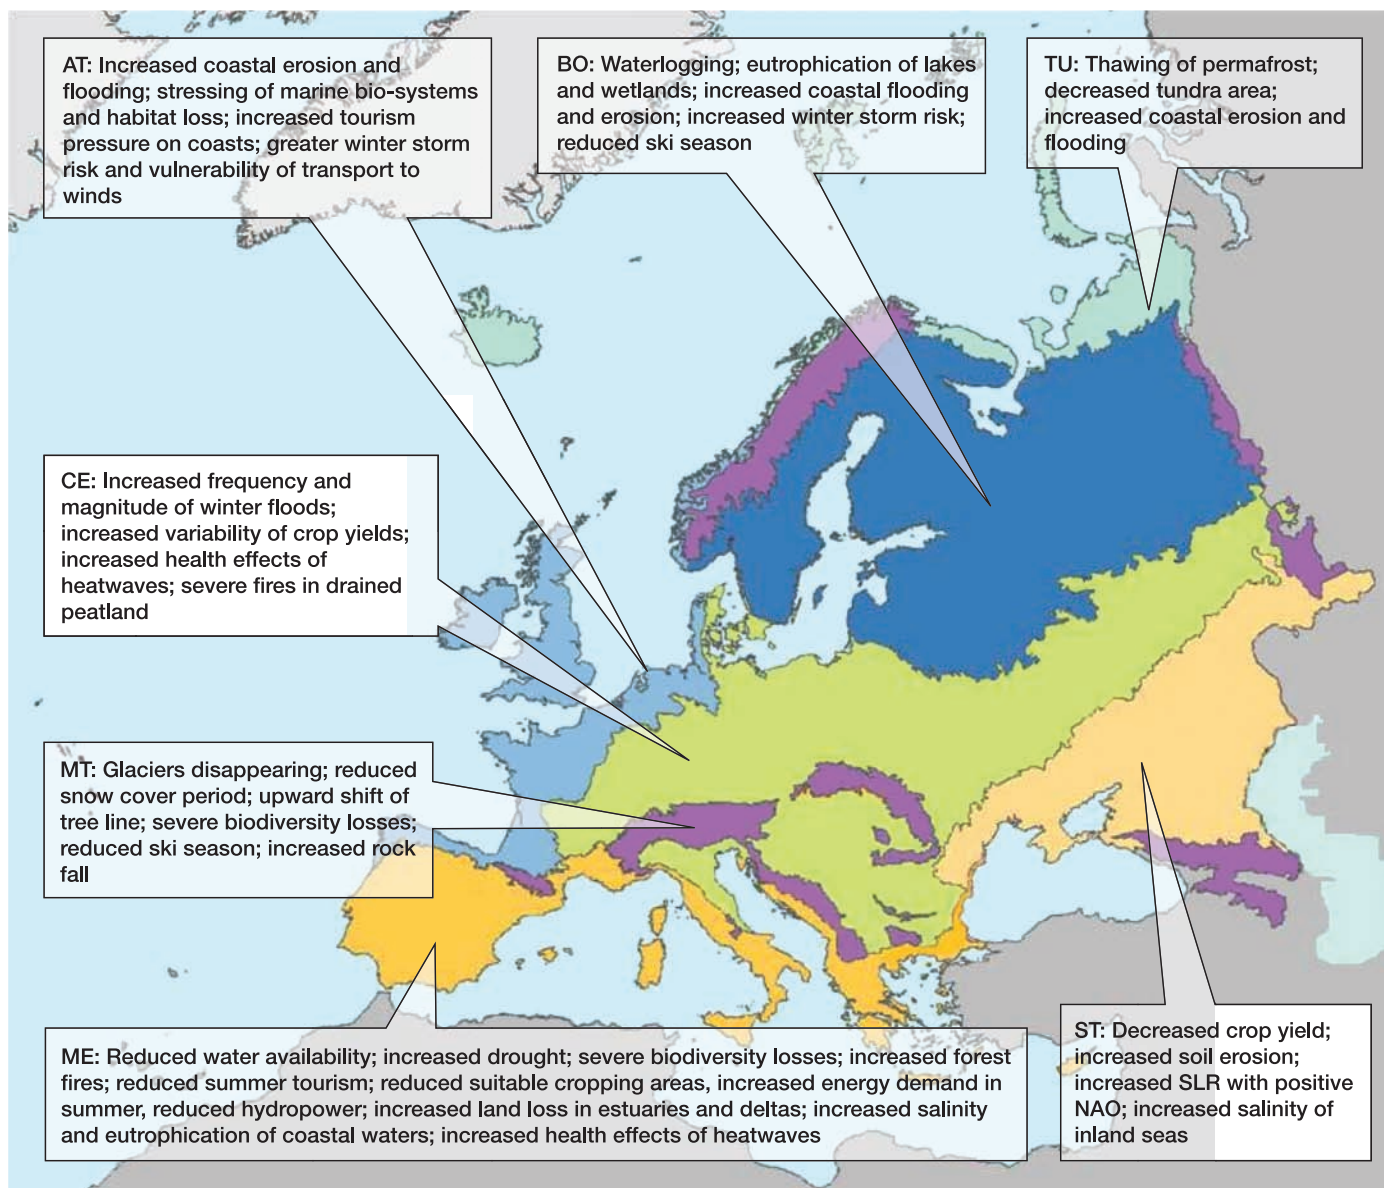 AT: Increased coastal erosion and
flooding; stressing of marine bio-systems
and habitat loss; increased tourism
pressure on coasts; greater winter storm
risk and vulnerability of transport to
winds
BO: Waterlogging; eutrophication of lakes
and wetlands; increased coastal flooding
and erosion; increased winter storm risk;
reduced ski season
TU: Thawing of permafrost;
decreased tundra area;
increased coastal erosion and
flooding
CE: Increased frequency and
magnitude of winter floods;
increased variability of crop yields;
increased health effects of
heatwaves; severe fires in drained
peatland
MT: Glaciers disappearing; reduced
snow cover period; upward shift of
tree line; severe biodiversity losses;
reduced ski season; increased rock
fall
ME: Reduced water availability; increased drought; severe biodiversity losses; increased forest
fires; reduced summer tourism; reduced suitable cropping areas, increased energy demand in
summer, reduced hydropower; increased land loss in estuaries and deltas; increased salinity
and eutrophication of coastal waters; increased health effects of heatwaves
ST: Decreased crop yield;
increased soil erosion;
increased SLR with positive
NAO; increased salinity of
inland seas